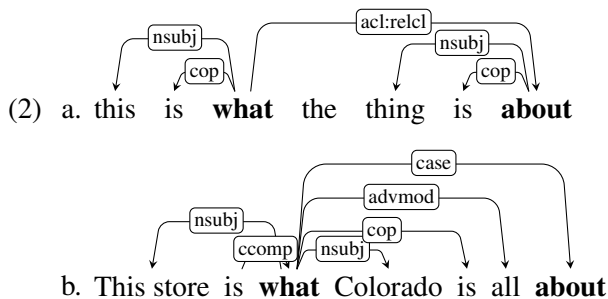 acl:relcl
nsubj nsubj
cop cop
(2) a. this is what the thing is about
case
advmod
nsubj cop
ccomp nsubj
b. This store is what Colorado is all about